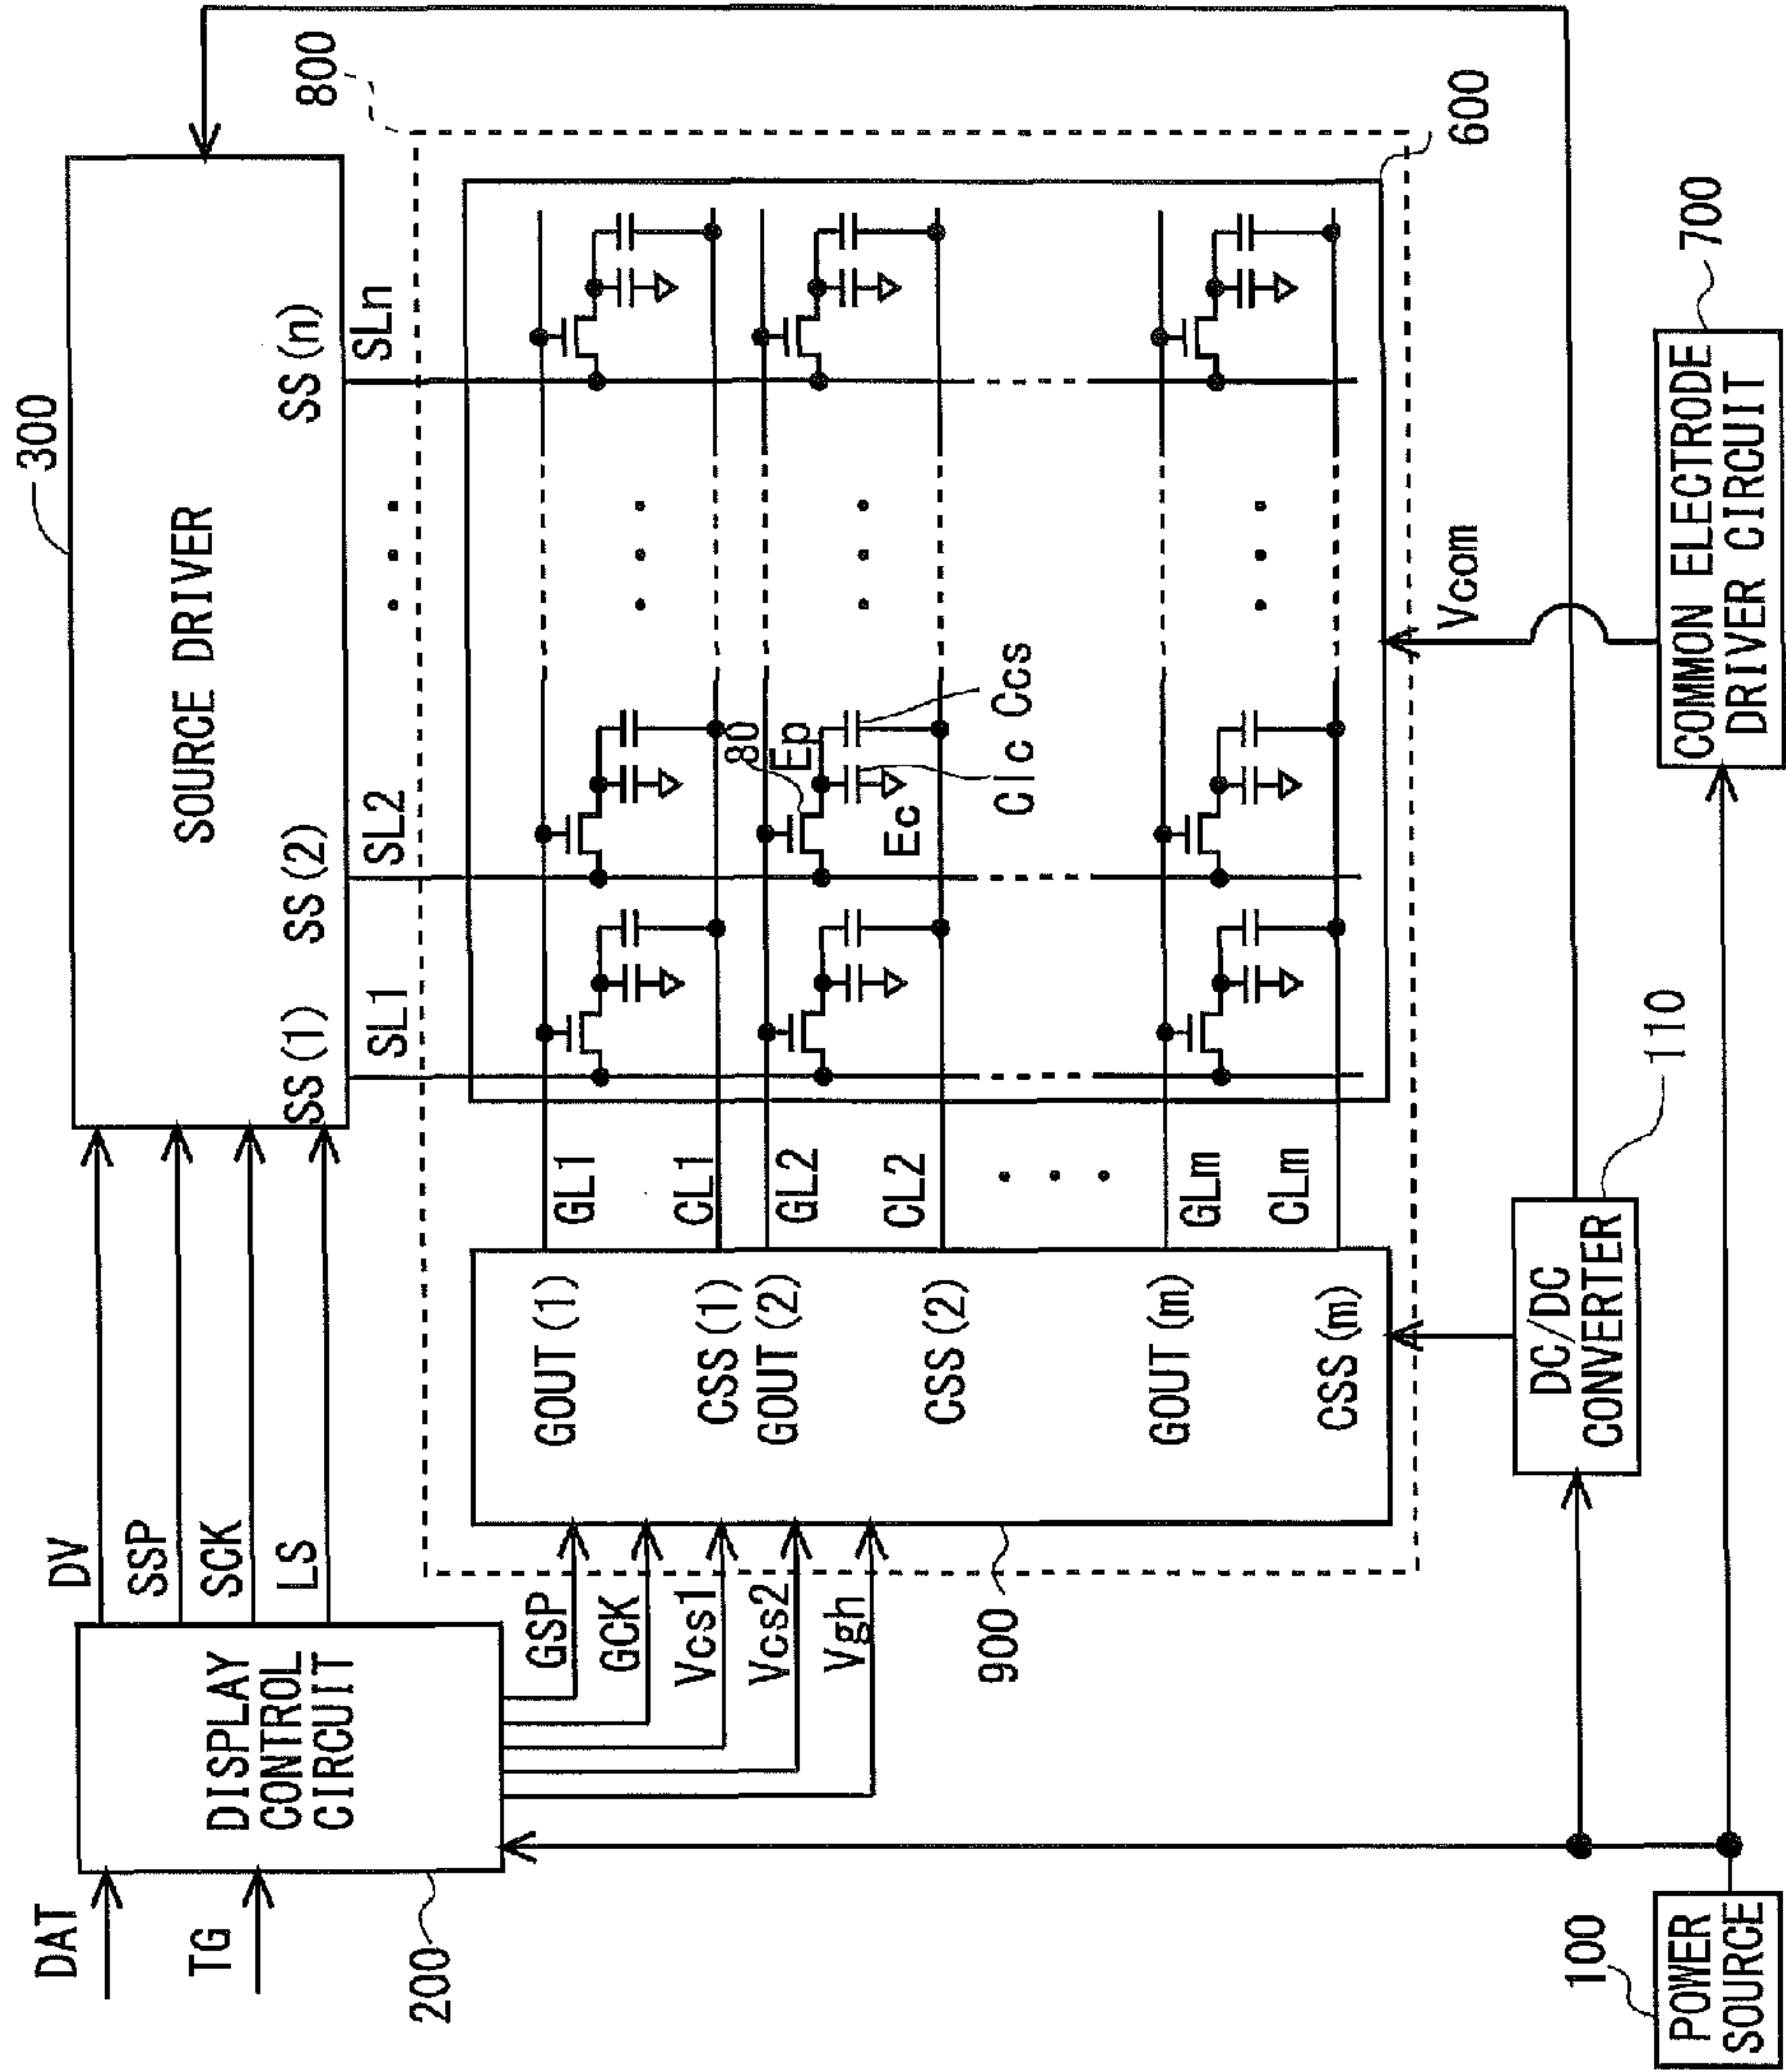 300
SOURCE DRIVER
SS(1)
SS(2)
SS(n)
SL1
SL2
SLn
. . .
800
DAT
TG
DISPLAY
CONTROL
CIRCUIT
200
DV
SSP
SCK
LS
GSP
GCK
Vcs1
Vcs2
Vgh
900
GOUT(1)
CSS(1)
GOUT(2)
CSS(2)
GOUT(m)
CSS(m)
GL1
CL1
GL2
CL2
. . .
GLm
CLm
80
Ep
Ec
Clc
Ccs
600
Vcom
100
POWER
SOURCE
DC/DC
CONVERTER
110
COMMON ELECTRODE
DRIVER CIRCUIT
700